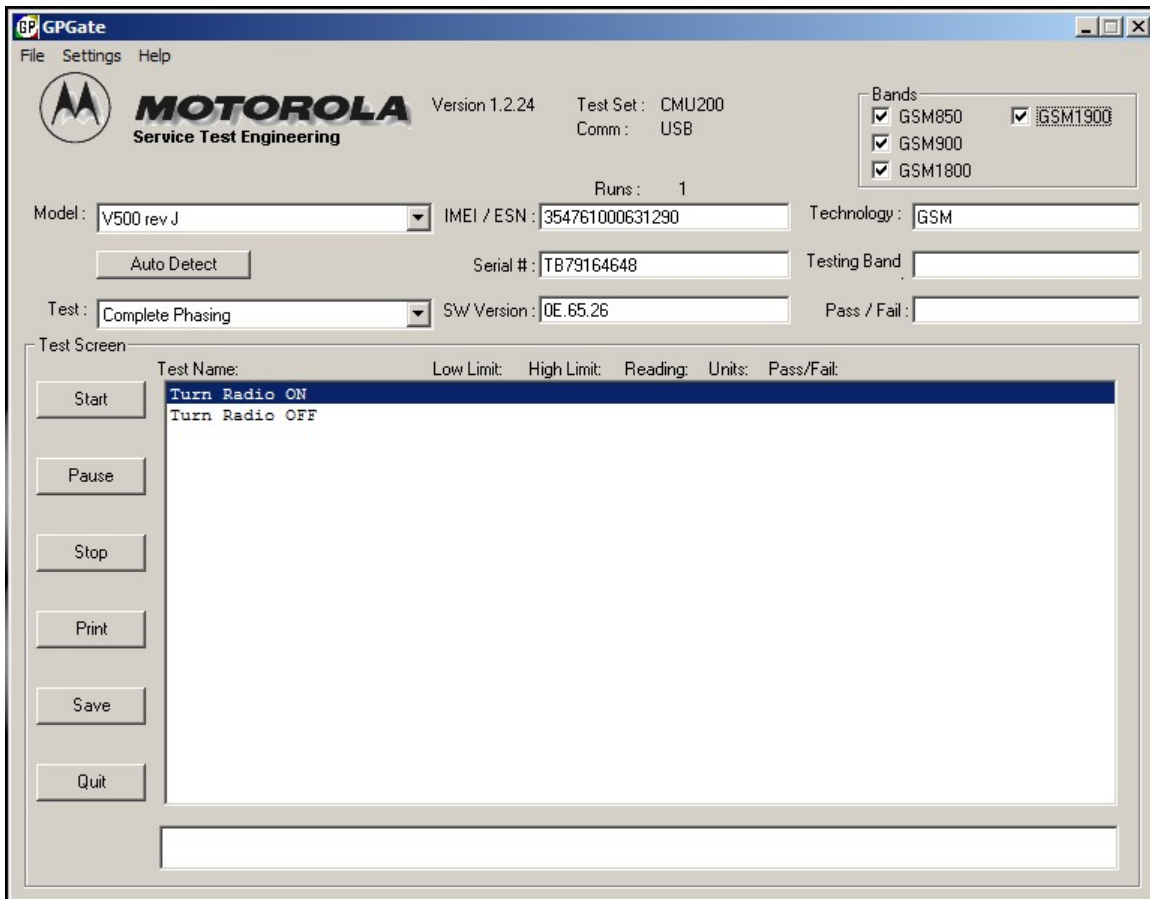 GP GPGate
File Settings Help
MOTOROLA
Service Test Engineering
Version 1.2.24
Test Set : CMU200
Comm : USB
Runs : 1
Bands
GSM850
GSM1900
GSM900
GSM1800
Model : V500 rev J
IMEI / ESN : 354761000631290
Technology : GSM
Auto Detect
Serial # : TB79164648
Testing Band :
Test : Complete Phasing
SW Version : 0E.65.26
Pass / Fail :
Test Screen
Test Name: Low Limit: High Limit: Reading: Units: Pass/Fail:
Turn Radio ON
Turn Radio OFF
Start
Pause
Stop
Print
Save
Quit